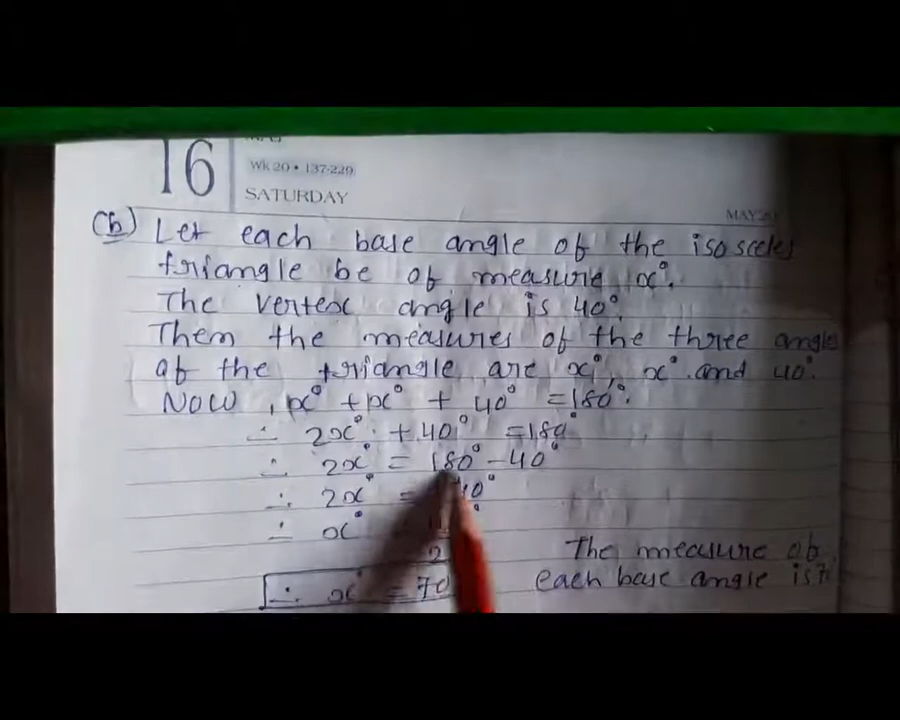 16
WK 20 • 137-229
SATURDAY
(b) Let each base angle of the isosceles
triangle be of measure x°.
The vertex angle is 40°.
Then the measures of the three angle
of the triangle are x°, x° and 40°.
Now, x° + x° + 40° = 180°.
∴ 2x° + 40° = 180°
∴ 2x° = 180° - 40°
∴ 2x° =
∴ x°
2
The measure of
∴ x° = 70
each base angle is